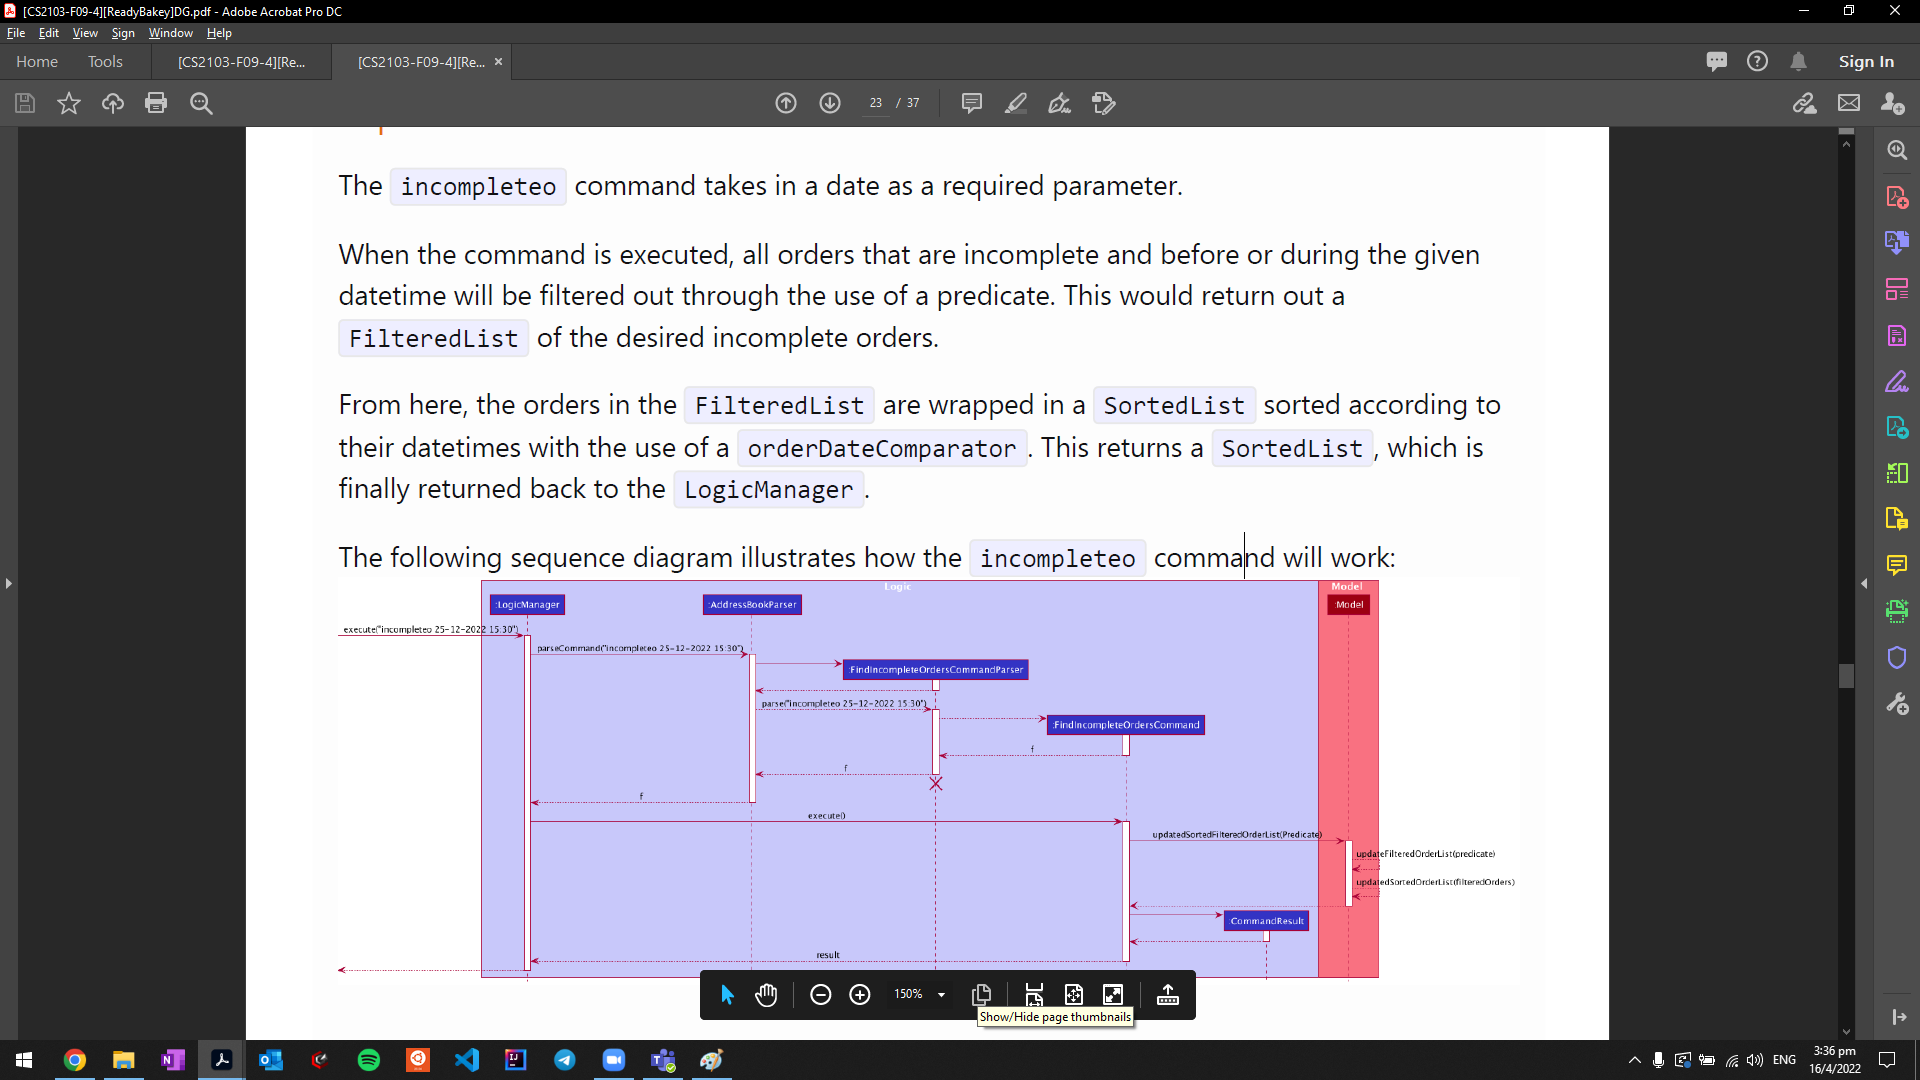 [CS2103-F09-4][ReadyBakey]DG.pdf - Adobe Acrobat Pro DC
File Edit View Sign Window Help
Home Tools [CS2103-F09-4][Re... [CS2103-F09-4][Re... × Sign In
23 / 37
The incompleteo command takes in a date as a required parameter.
When the command is executed, all orders that are incomplete and before or during the given
datetime will be filtered out through the use of a predicate. This would return out a
FilteredList of the desired incomplete orders.
From here, the orders in the FilteredList are wrapped in a SortedList sorted according to
their datetimes with the use of a orderDateComparator. This returns a SortedList, which is
finally returned back to the LogicManager.
The following sequence diagram illustrates how the incompleteo command will work:
Logic Model
:LogicManager :AddressBookParser :Model
execute("incompleteo 25-12-2022 15:30")
parseCommand("incompleteo 25-12-2022 15:30")
:FindIncompleteOrdersCommandParser
parse("incompleteo 25-12-2022 15:30")
:FindIncompleteOrdersCommand
f
f
f
execute()
updatedSortedFilteredOrderList(Predicate)
updateFilteredOrderList(predicate)
updatedSortedOrderList(filteredOrders)
:CommandResult
result
150%
Show/Hide page thumbnails
ENG
3:36 pm
16/4/2022